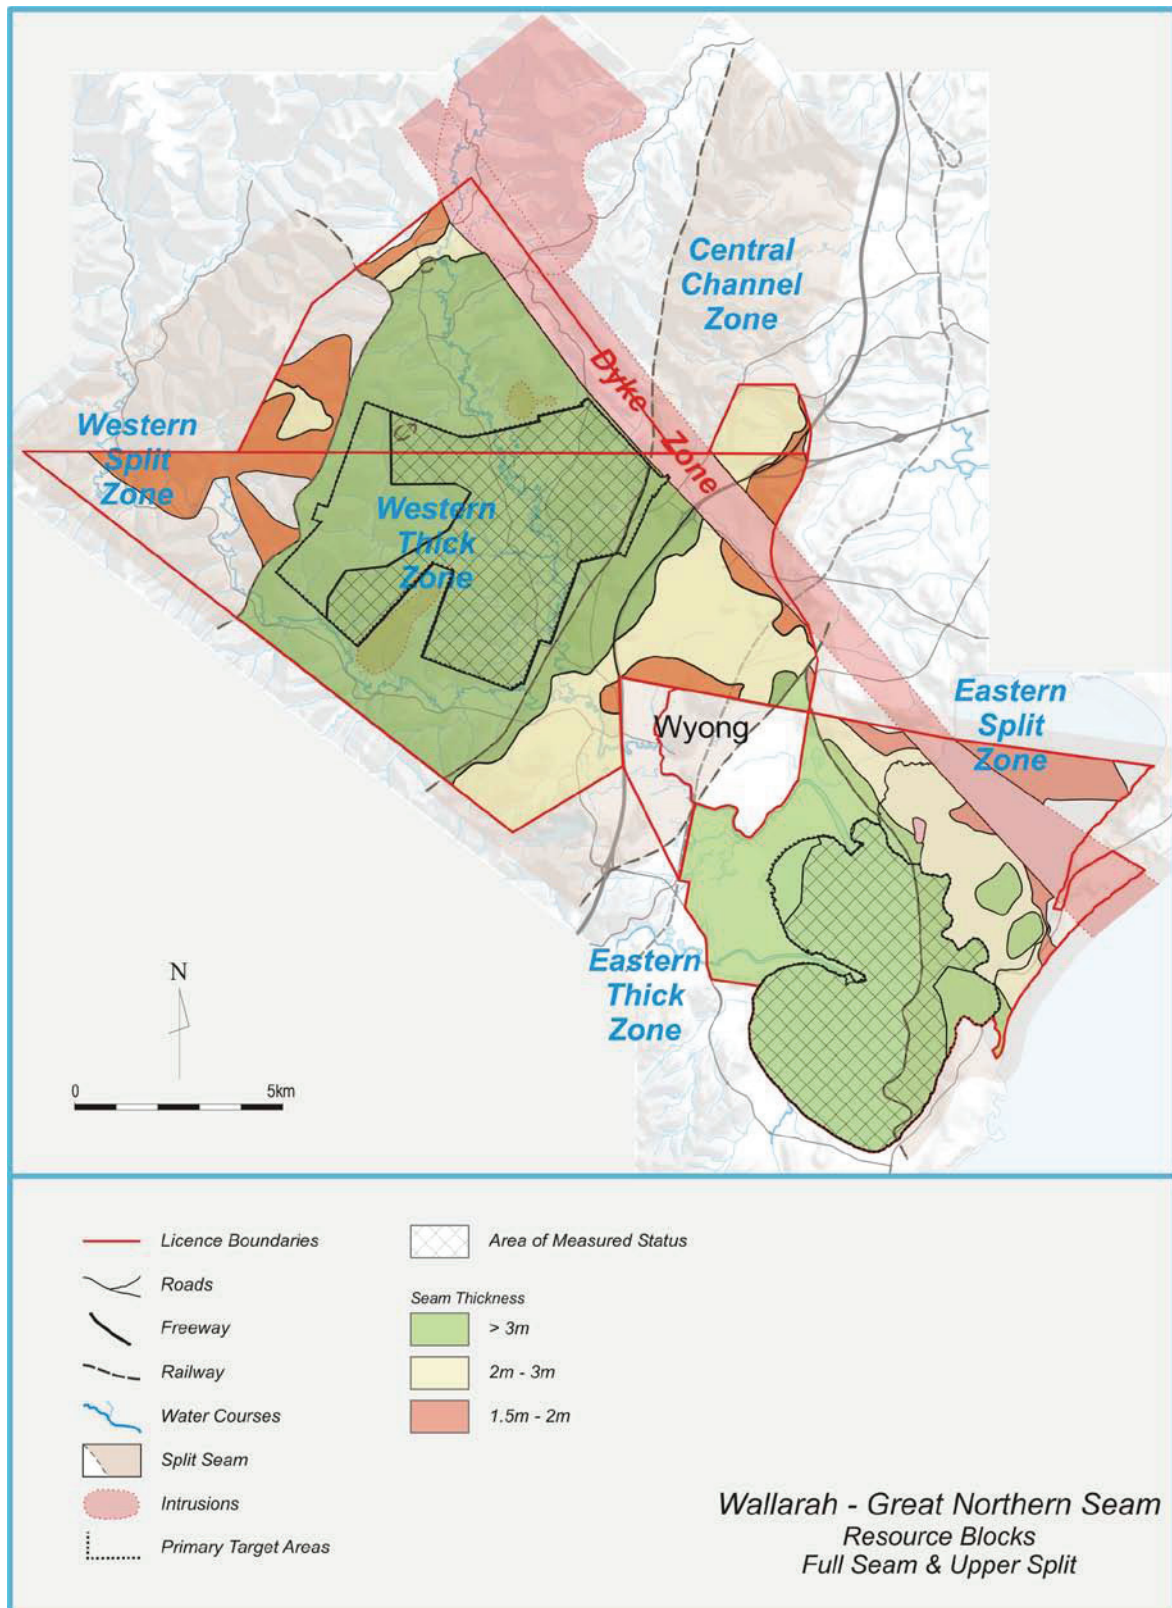 Central
Channel
Zone
Dyke Zone
Western
Split
Zone
Western
Thick
Zone
Eastern
Split
Zone
Wyong
Eastern
Thick
Zone
N
0 5km
Licence Boundaries
Roads
Freeway
Railway
Water Courses
Split Seam
Intrusions
Primary Target Areas
Area of Measured Status
Seam Thickness
> 3m
2m - 3m
1.5m - 2m
Wallarah - Great Northern Seam
Resource Blocks
Full Seam & Upper Split